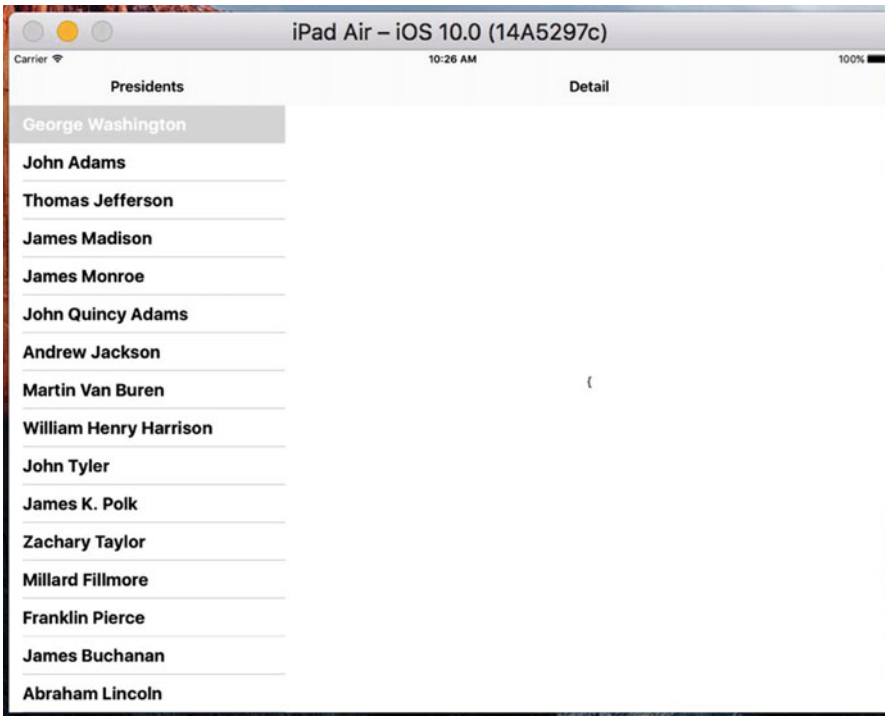 iPad Air – iOS 10.0 (14A5297c)
Carrier 10:26 AM 100%
Presidents Detail
George Washington
John Adams
Thomas Jefferson
James Madison
James Monroe
John Quincy Adams
Andrew Jackson
{
Martin Van Buren
William Henry Harrison
John Tyler
James K. Polk
Zachary Taylor
Millard Fillmore
Franklin Pierce
James Buchanan
Abraham Lincoln